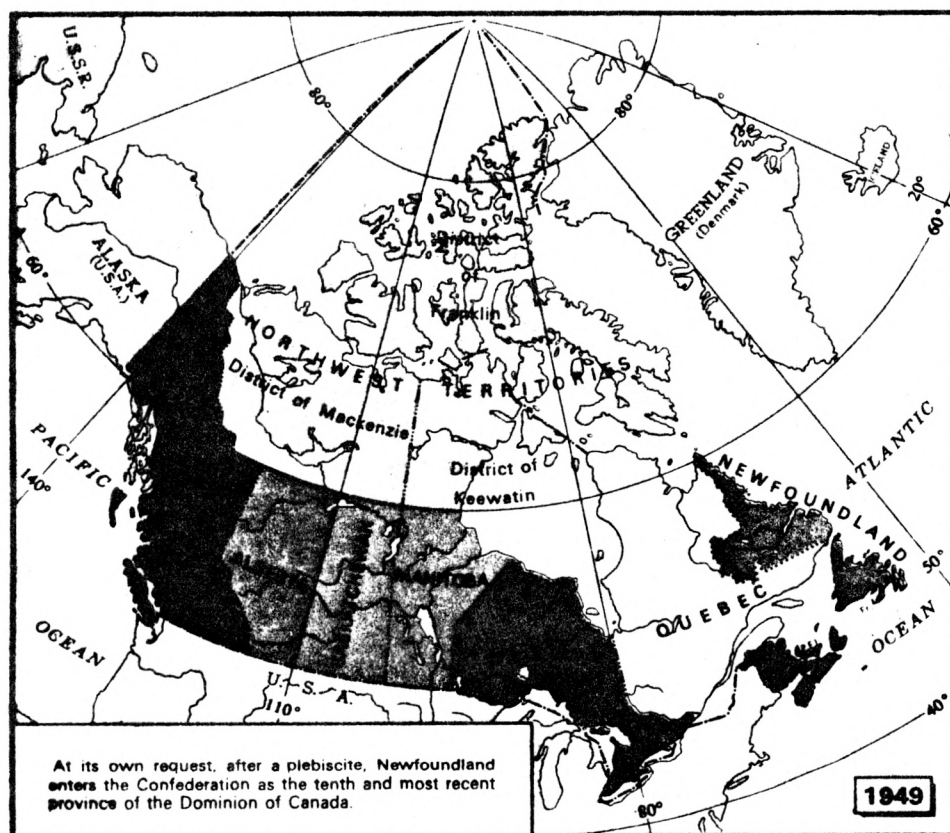 U.S.S.R.
80°
80°
ICELAND
20°
60°
GREENLAND
(Denmark)
ALASKA
(U.S.A.)
60°
District
of
Franklin
NORTHWEST TERRITORIES
District of Mackenzie
District of
Keewatin
PACIFIC
140°
OCEAN
ATLANTIC
NEWFOUNDLAND
50°
OCEAN
QUEBEC
MANITOBA
U. S. A.
110°
80°
40°
At its own request, after a plebiscite, Newfoundland
enters the Confederation as the tenth and most recent
province of the Dominion of Canada.
1949